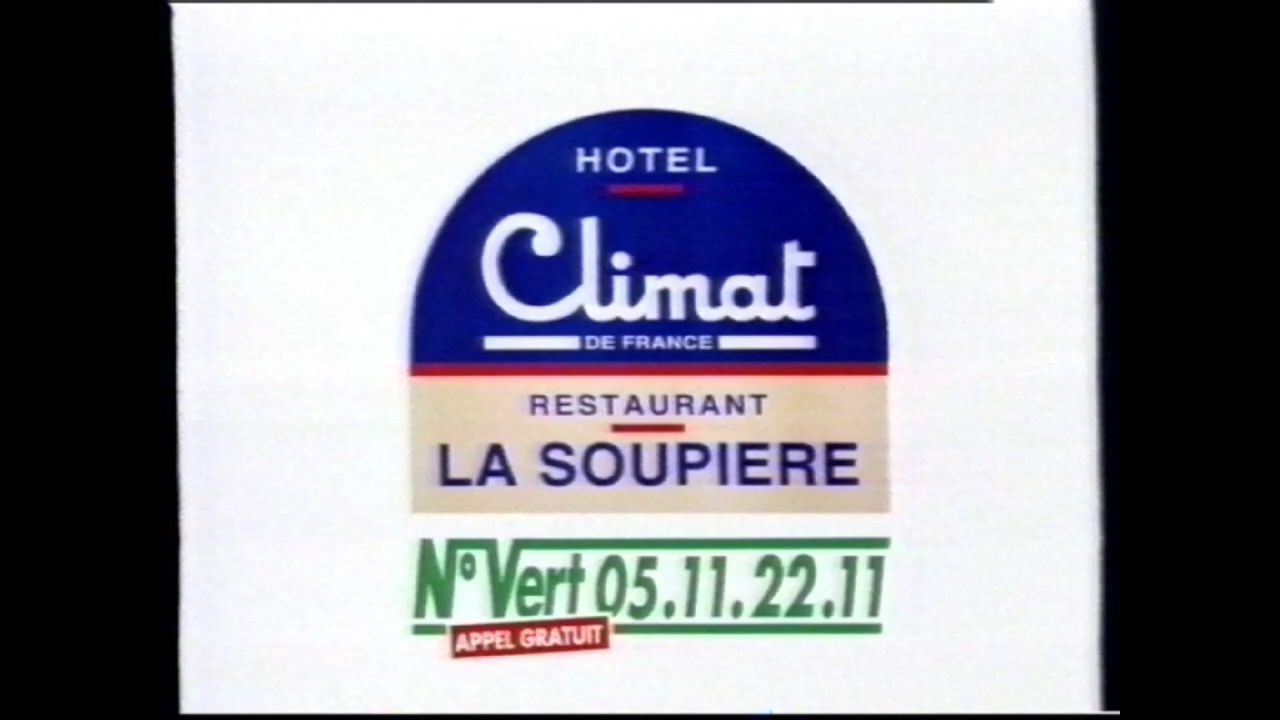 HOTEL
Climat
DE FRANCE
RESTAURANT
LA SOUPIERE
N° Vert 05.11.22.11
APPEL GRATUIT